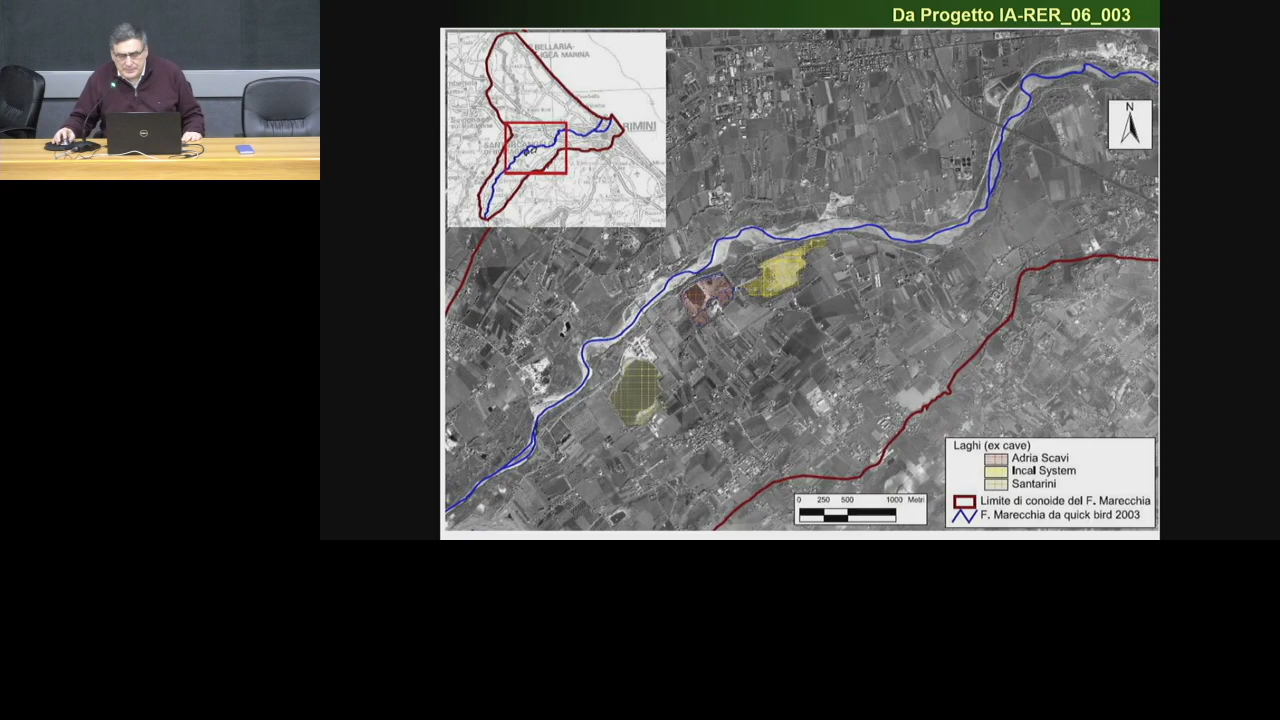 Da Progetto IA-RER_06_003
BELLARIA-
IGEA MARINA
RIMINI
N
Laghi (ex cave)
Adria Scavi
Incal System
Santarini
Limite di conoide del F. Marecchia
F. Marecchia da quick bird 2003
0 250 500 1000 Metri
DELL